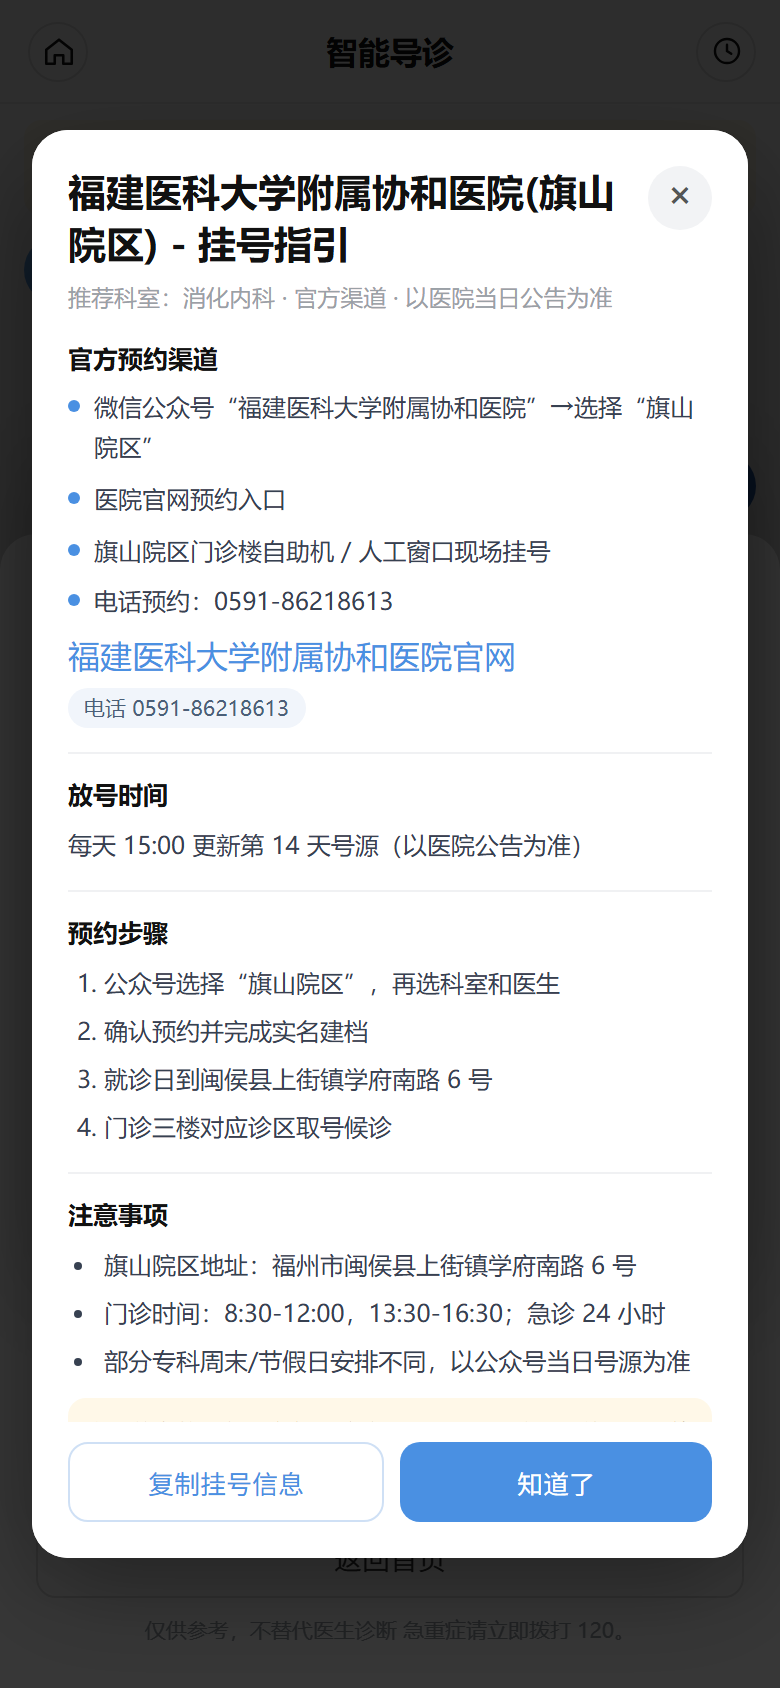 智能导诊
福建医科大学附属协和医院(旗山
院区) - 挂号指引
×
推荐科室：消化内科 · 官方渠道 · 以医院当日公告为准
官方预约渠道
微信公众号“福建医科大学附属协和医院”→选择“旗山
院区”
医院官网预约入口
旗山院区门诊楼自助机 / 人工窗口现场挂号
电话预约：0591-86218613
福建医科大学附属协和医院官网
电话 0591-86218613
放号时间
每天 15:00 更新第 14 天号源（以医院公告为准）
预约步骤
1. 公众号选择“旗山院区”，再选科室和医生
2. 确认预约并完成实名建档
3. 就诊日到闽侯县上街镇学府南路 6 号
4. 门诊三楼对应诊区取号候诊
注意事项
旗山院区地址：福州市闽侯县上街镇学府南路 6 号
门诊时间：8:30-12:00，13:30-16:30；急诊 24 小时
部分专科周末/节假日安排不同，以公众号当日号源为准
复制挂号信息
知道了
返回首页
仅供参考，不替代医生诊断 急重症请立即拨打 120。